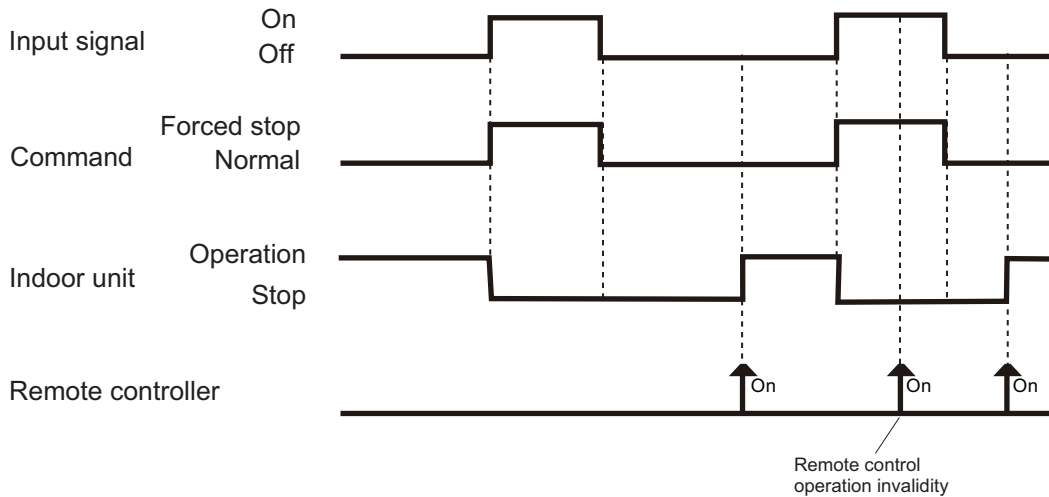 Input signal
On
Off
Command
Forced stop
Normal
Indoor unit
Operation
Stop
Remote controller
On
On
On
Remote control
operation invalidity